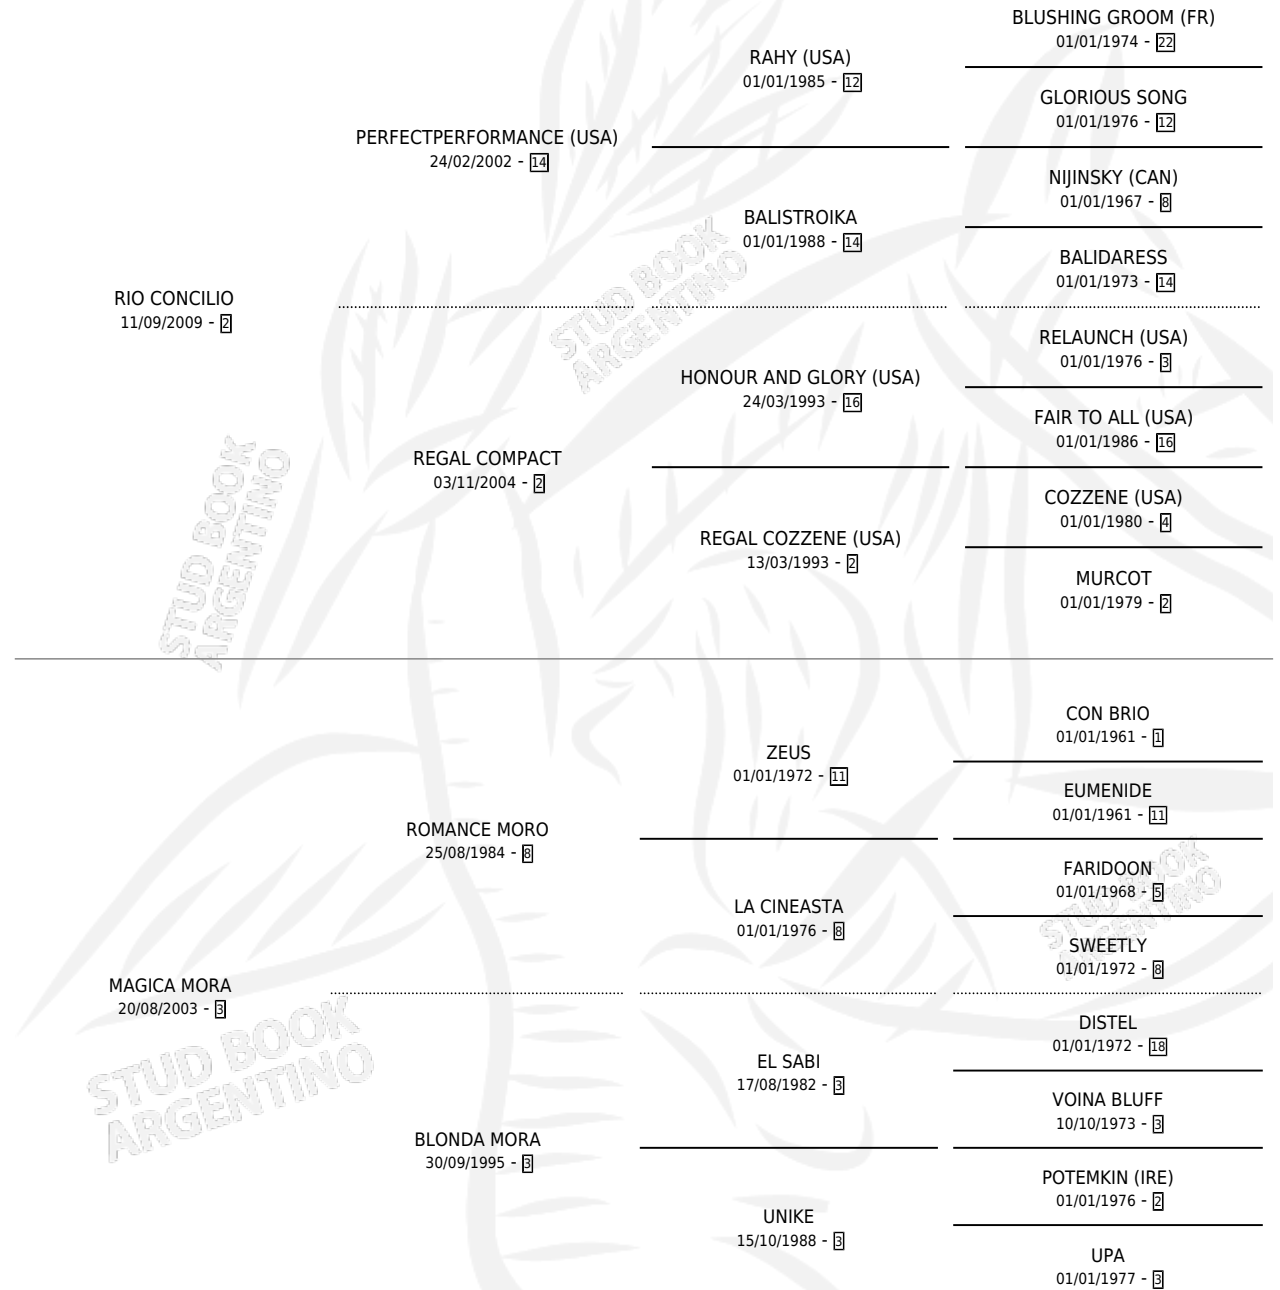 BLUSHING GROOM (FR)
01/01/1974 - 22
RAHY (USA)
01/01/1985 - 12
GLORIOUS SONG
01/01/1976 - 12
PERFECTPERFORMANCE (USA)
24/02/2002 - 14
NIJINSKY (CAN)
01/01/1967 - 8
BALISTROIKA
01/01/1988 - 14
BALIDARESS
01/01/1973 - 14
RIO CONCILIO
11/09/2009 - 2
RELAUNCH (USA)
01/01/1976 - 3
HONOUR AND GLORY (USA)
24/03/1993 - 16
FAIR TO ALL (USA)
01/01/1986 - 16
REGAL COMPACT
03/11/2004 - 2
COZZENE (USA)
01/01/1980 - 4
REGAL COZZENE (USA)
13/03/1993 - 2
MURCOT
01/01/1979 - 2
CON BRIO
01/01/1961 - 1
ZEUS
01/01/1972 - 11
EUMENIDE
01/01/1961 - 11
ROMANCE MORO
25/08/1984 - 8
FARIDOON
01/01/1968 - 5
LA CINEASTA
01/01/1976 - 8
SWEETLY
01/01/1972 - 8
MAGICA MORA
20/08/2003 - 3
DISTEL
01/01/1972 - 18
EL SABI
17/08/1982 - 3
VOINA BLUFF
10/10/1973 - 3
BLONDA MORA
30/09/1995 - 3
POTEMKIN (IRE)
01/01/1976 - 2
UNIKE
15/10/1988 - 3
UPA
01/01/1977 - 3
STUD BOOK
ARGENTINO
STUD BOOK
ARGENTINO
STUD BOOK
ARGENTINO
STUD BOOK
ARGENTINO